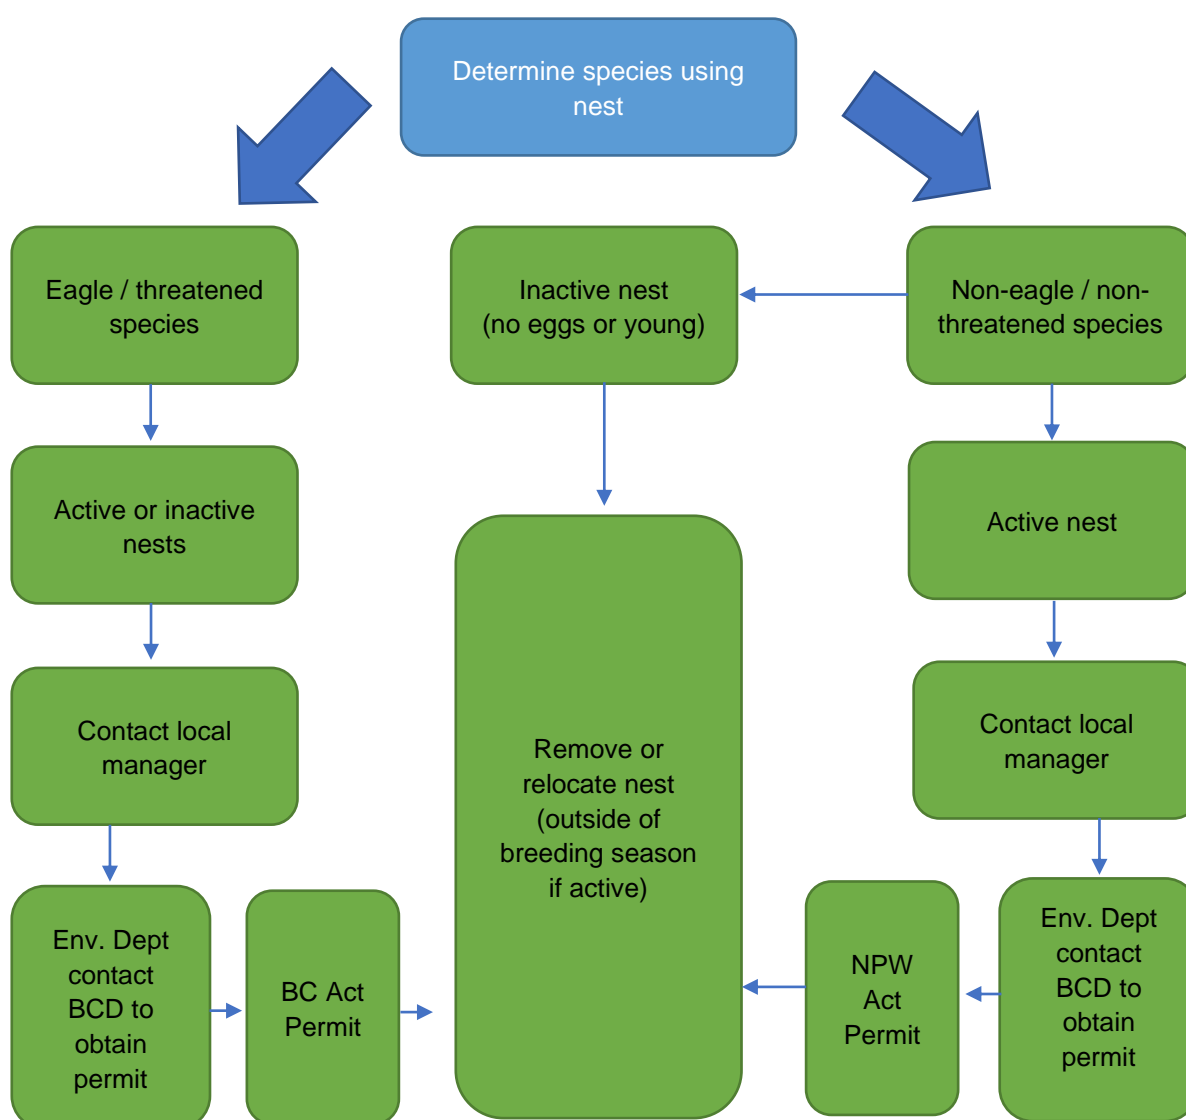 Determine species using
nest
Eagle / threatened
species
Inactive nest
(no eggs or young)
Non-eagle / non-
threatened species
Active or inactive
nests
Active nest
Contact local
manager
Contact local
manager
Remove or
relocate nest
(outside of
breeding season
if active)
Env. Dept
contact
BCD to
obtain
permit
BC Act
Permit
NPW
Act
Permit
Env. Dept
contact
BCD to
obtain
permit